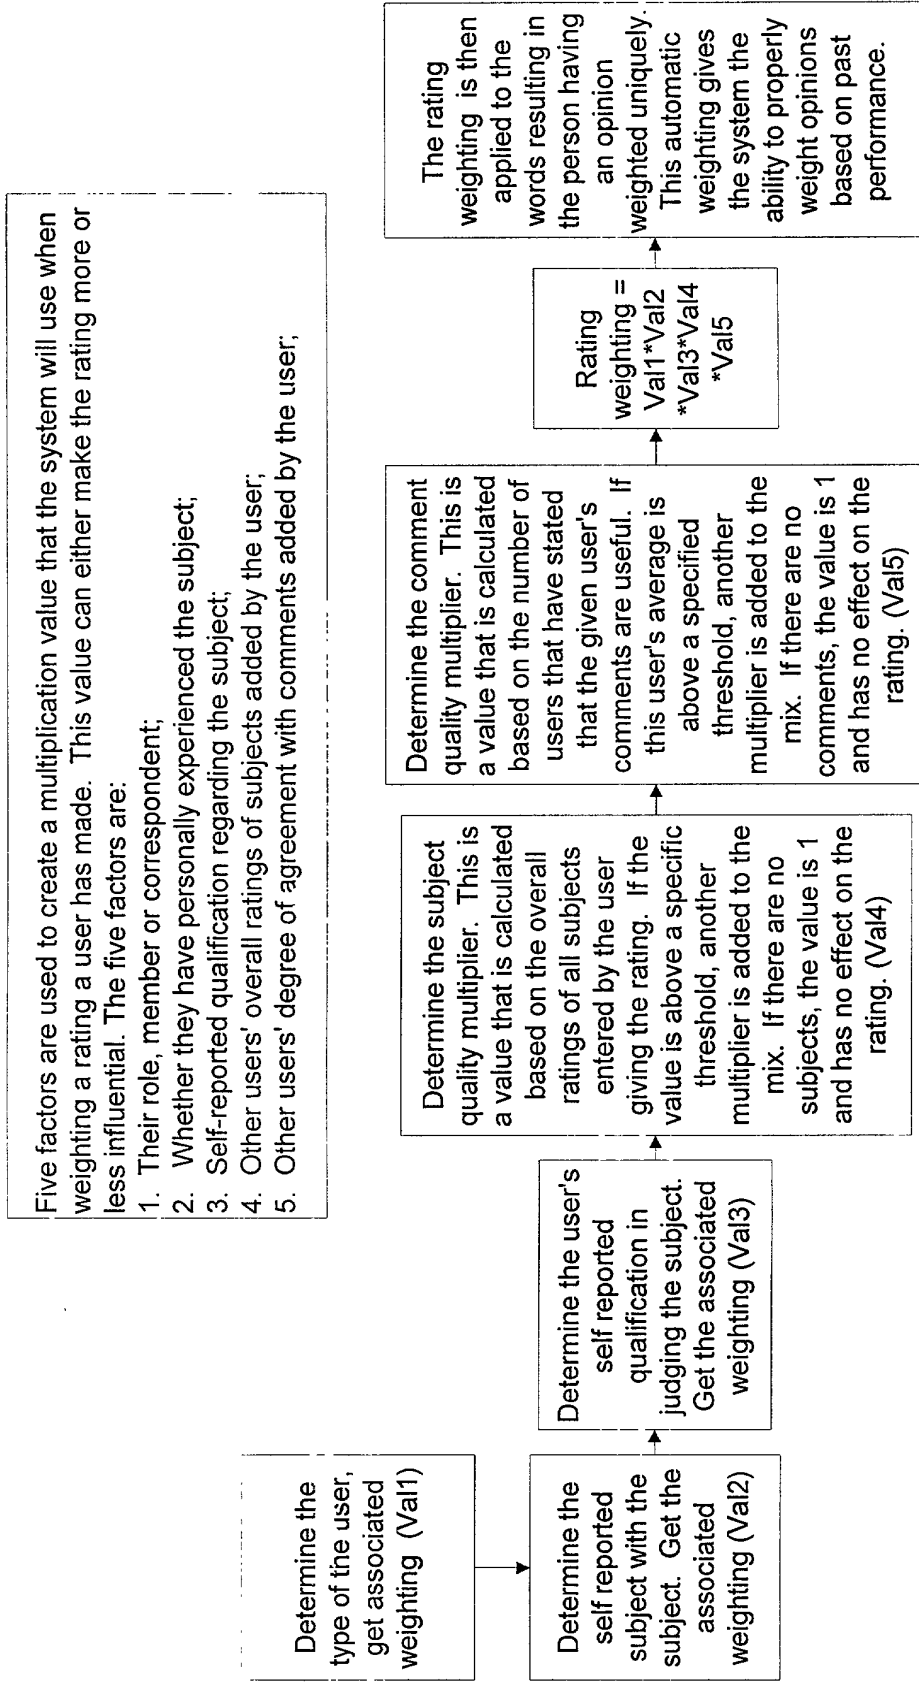 Five factors are used to create a multiplication value that the system will use when
weighting a rating a user has made. This value can either make the rating more or
less influential. The five factors are:
1. Their role, member or correspondent;
2. Whether they have personally experienced the subject;
3. Self-reported qualification regarding the subject;
4. Other users' overall ratings of subjects added by the user;
5. Other users' degree of agreement with comments added by the user;
Determine the
type of the user,
get associated
weighting (Val1)
Determine the
self reported
subject with the
subject. Get the
associated
weighting (Val2)
Determine the user's
self reported
qualification in
judging the subject.
Get the associated
weighting (Val3)
Determine the subject
quality multiplier. This is
a value that is calculated
based on the overall
ratings of all subjects
entered by the user
giving the rating. If the
value is above a specific
threshold, another
multiplier is added to the
mix. If there are no
subjects, the value is 1
and has no effect on the
rating. (Val4)
Determine the comment
quality multiplier. This is
a value that is calculated
based on the number of
users that have stated
that the given user's
comments are useful. If
this user's average is
above a specified
threshold, another
multiplier is added to the
mix. If there are no
comments, the value is 1
and has no effect on the
rating. (Val5)
Rating
weighting =
Val1*Val2
*Val3*Val4
*Val5
The rating
weighting is then
applied to the
words resulting in
the person having
an opinion
weighted uniquely.
This automatic
weighting gives
the system the
ability to properly
weight opinions
based on past
performance.